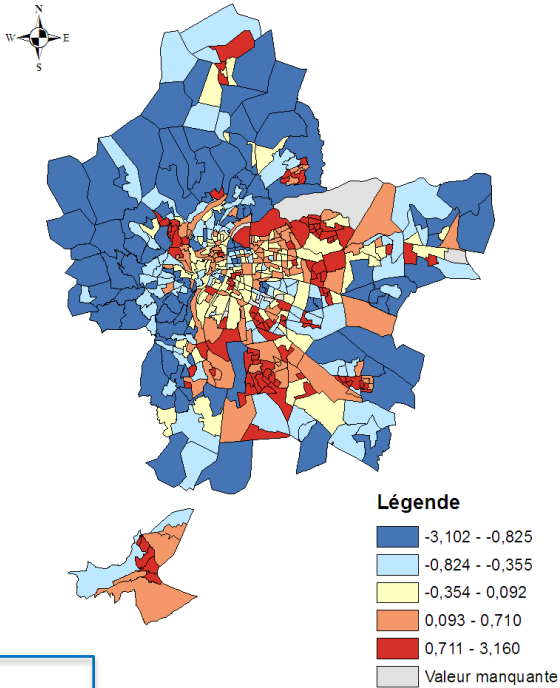 N
W E
S
Légende
-3,102 - -0,825
-0,824 - -0,355
-0,354 - 0,092
0,093 - 0,710
0,711 - 3,160
Valeur manquante